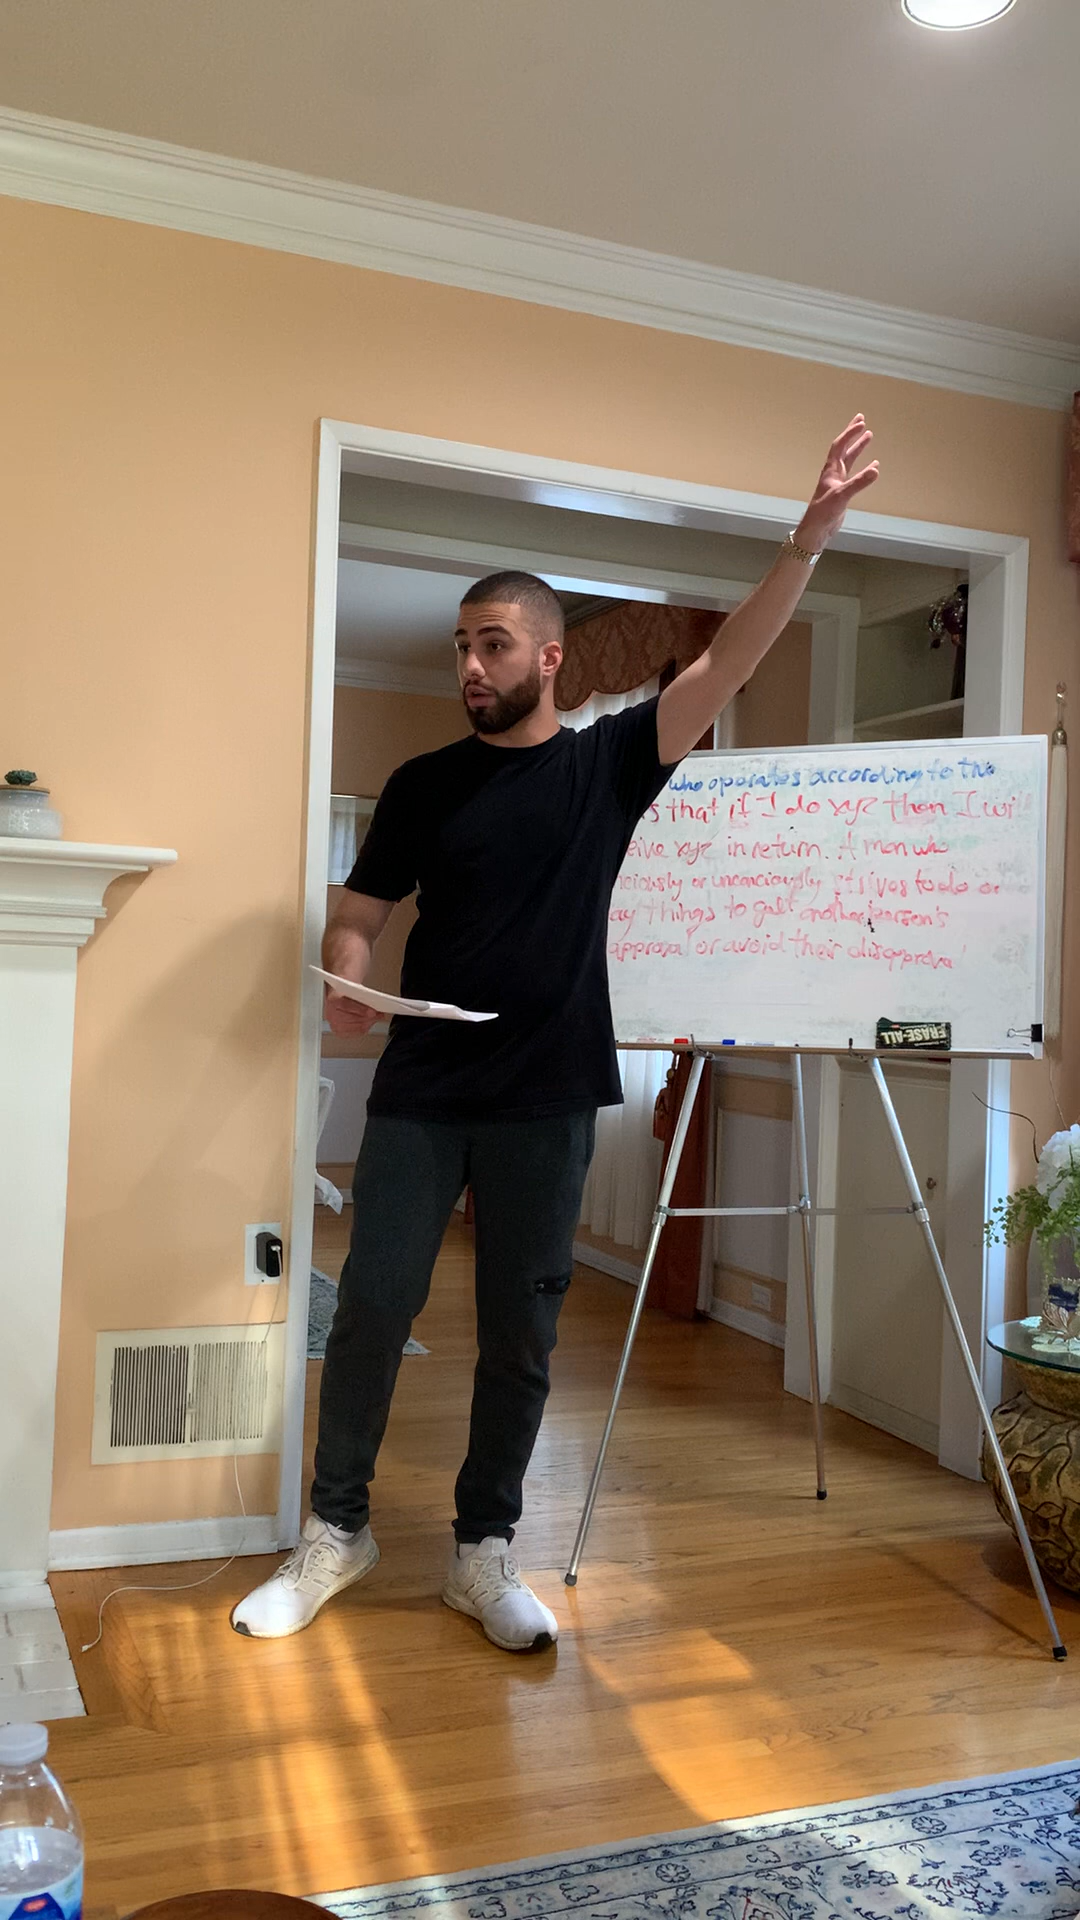 who operates according to the
s that if I do xyz then I wi
eive xyz in return. A man who
nciously or unconciously strives to do or
ay things to gain another person's
approval or avoid their disapproval
ERASE-ALL